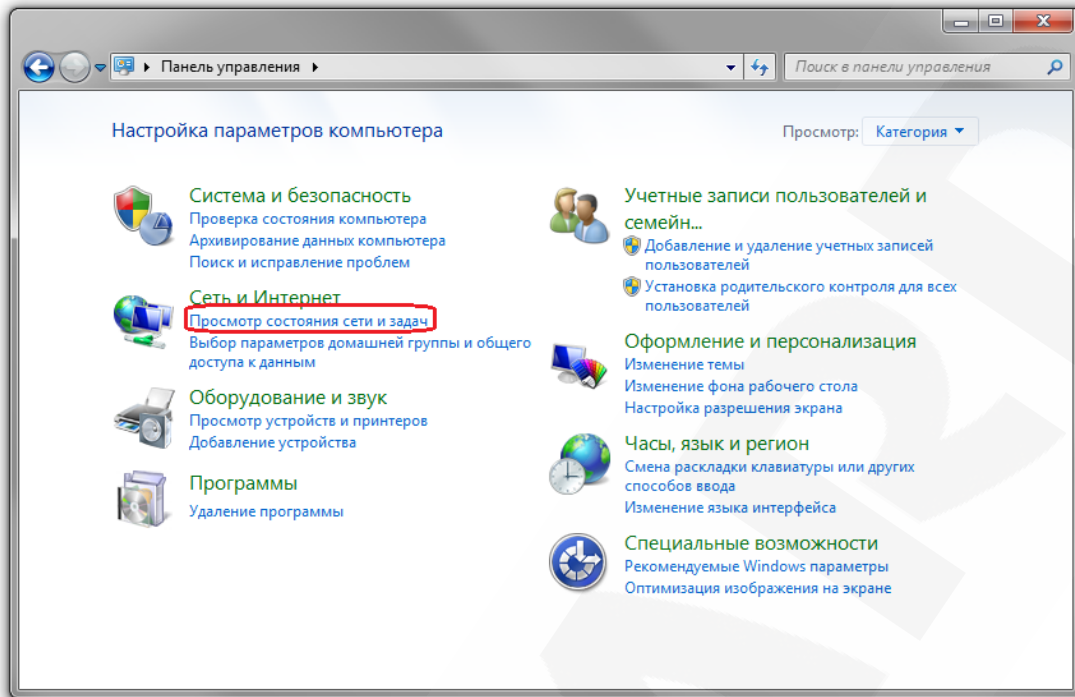 Панель управления
Поиск в панели управления
Настройка параметров компьютера
Просмотр: Категория
Система и безопасность
Проверка состояния компьютера
Архивирование данных компьютера
Поиск и исправление проблем
Сеть и Интернет
Просмотр состояния сети и задач
Выбор параметров домашней группы и общего
доступа к данным
Оборудование и звук
Просмотр устройств и принтеров
Добавление устройства
Программы
Удаление программы
Учетные записи пользователей и
семейн...
Добавление и удаление учетных записей
пользователей
Установка родительского контроля для всех
пользователей
Оформление и персонализация
Изменение темы
Изменение фона рабочего стола
Настройка разрешения экрана
Часы, язык и регион
Смена раскладки клавиатуры или других
способов ввода
Изменение языка интерфейса
Специальные возможности
Рекомендуемые Windows параметры
Оптимизация изображения на экране